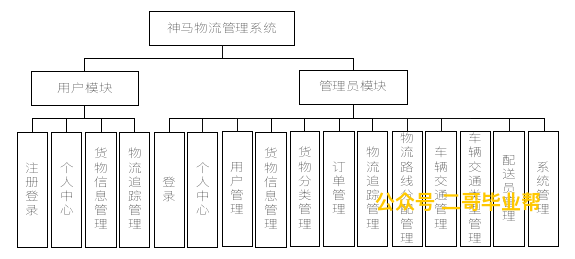 神马物流管理系统
用户模块
管理员模块
注册登录
个人中心
货物信息管理
物流追踪管理
登录
个人中心
用户管理
货物信息管理
货物分类管理
订单管理
物流追踪管理
物流路线管理
车辆交通管理
车辆交通管理
配送员管理
系统管理
公众号 二哥毕业帮